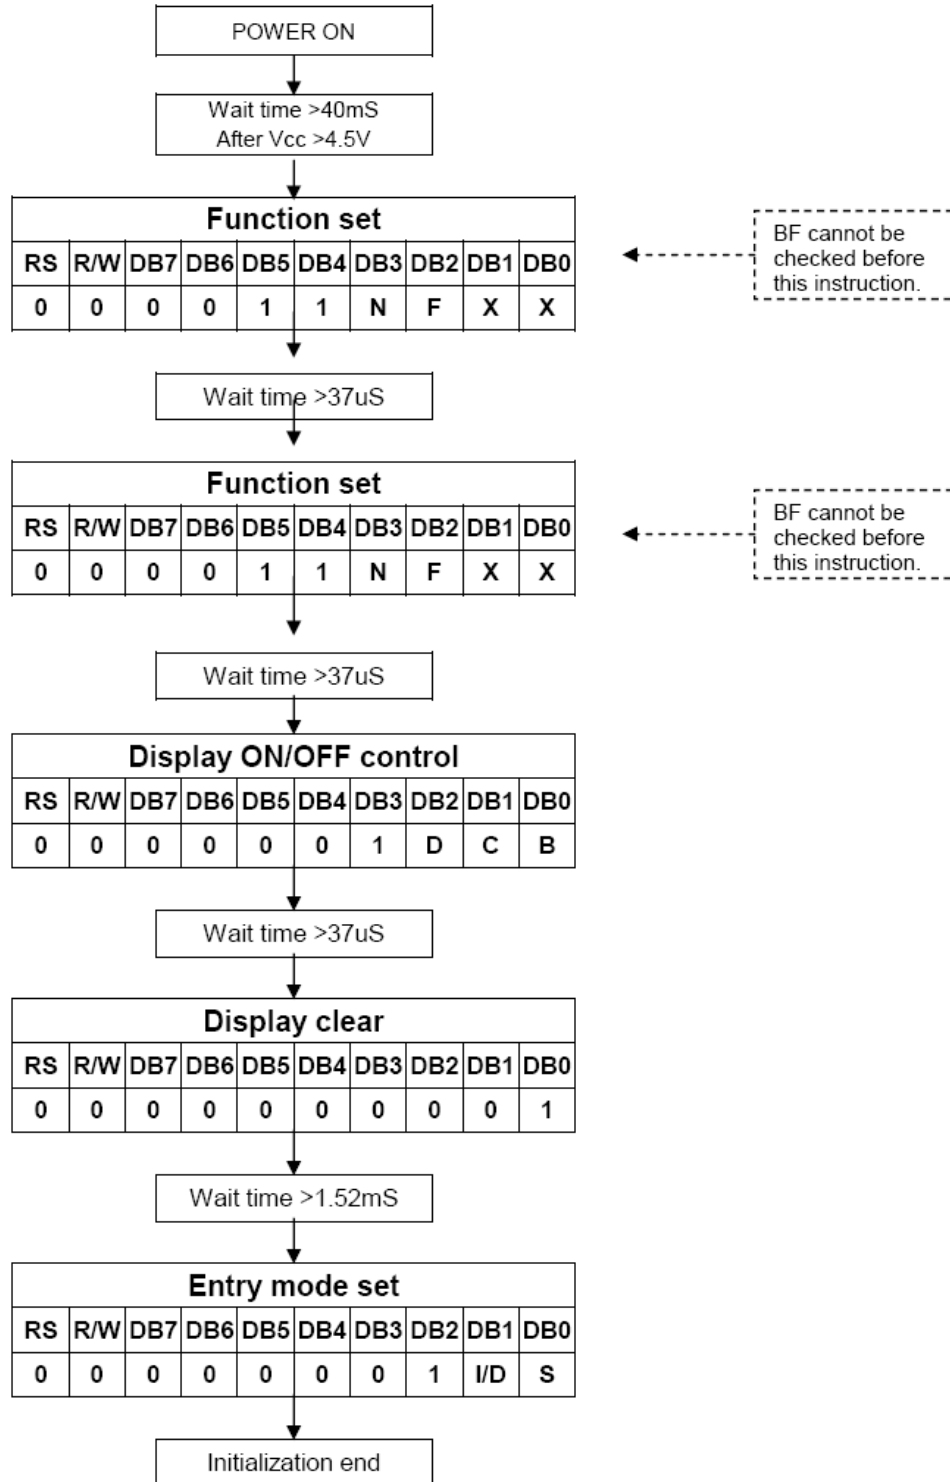 POWER ON
Wait time >40mS
After Vcc >4.5V
Function set
RS R/W DB7 DB6 DB5 DB4 DB3 DB2 DB1 DB0
0 0 0 0 1 1 N F X X
BF cannot be
checked before
this instruction.
Wait time >37uS
Function set
RS R/W DB7 DB6 DB5 DB4 DB3 DB2 DB1 DB0
0 0 0 0 1 1 N F X X
BF cannot be
checked before
this instruction.
Wait time >37uS
Display ON/OFF control
RS R/W DB7 DB6 DB5 DB4 DB3 DB2 DB1 DB0
0 0 0 0 0 0 1 D C B
Wait time >37uS
Display clear
RS R/W DB7 DB6 DB5 DB4 DB3 DB2 DB1 DB0
0 0 0 0 0 0 0 0 0 1
Wait time >1.52mS
Entry mode set
RS R/W DB7 DB6 DB5 DB4 DB3 DB2 DB1 DB0
0 0 0 0 0 0 0 1 I/D S
Initialization end